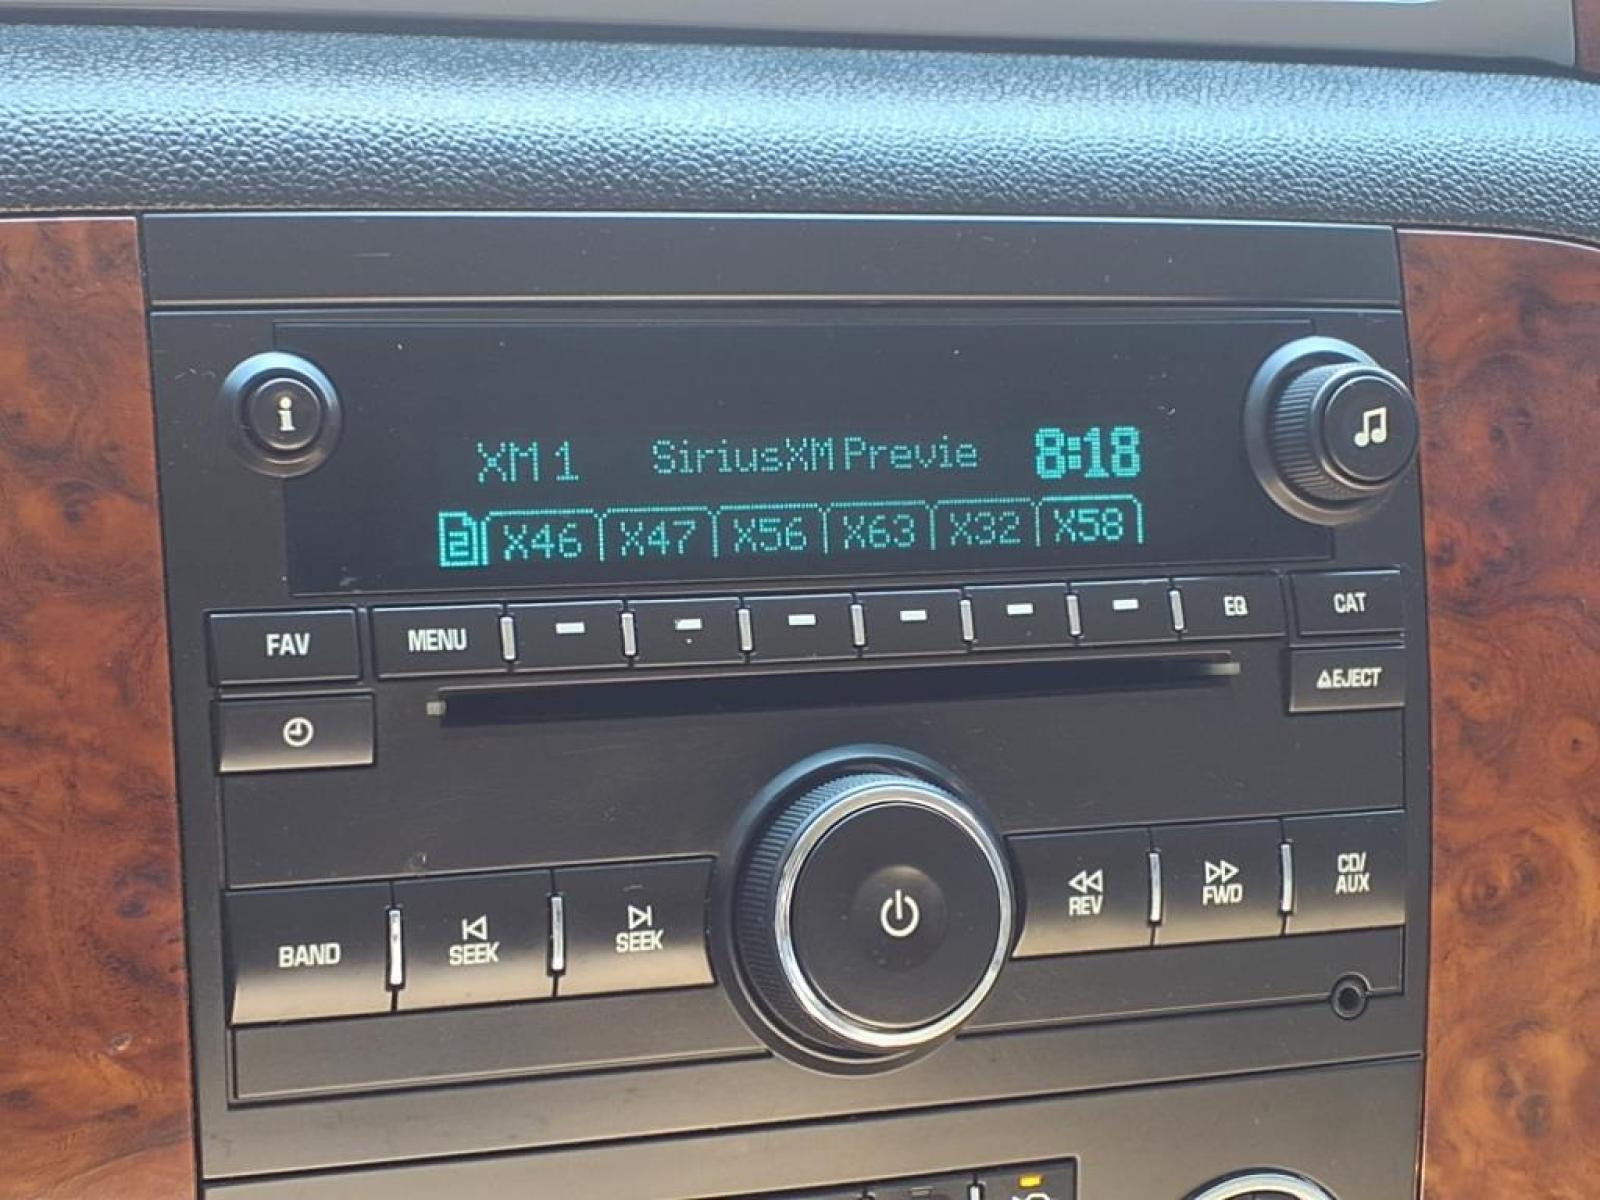 i
XM 1 SiriusXM Previe 8:18
2 X46 X47 X56 X63 X32 X58
FAV MENU EQ CAT
▲EJECT
BAND SEEK SEEK REV FWD CD/
AUX